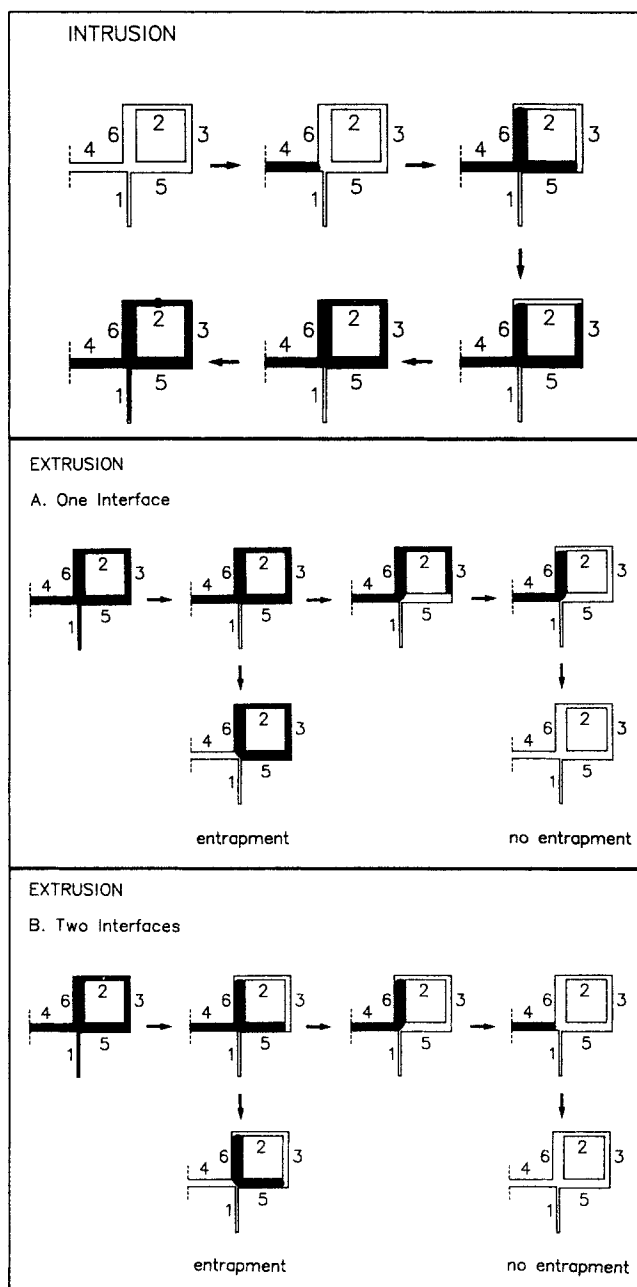 INTRUSION
2 2 2
6 3 6 3 6 3
4 4 4
5 5 5
1 1 1
2 2 2
6 3 6 3 6 3
4 4 4
5 5 5
1 1 1
EXTRUSION
A. One Interface
2 2 2 2
6 3 6 3 6 3 6 3
4 4 4 4
5 5 5 5
1 1 1 1
2 2
6 3 6 3
4 4
5 5
1 1
entrapment no entrapment
EXTRUSION
B. Two Interfaces
2 2 2 2
6 3 6 3 6 3 6 3
4 4 4 4
5 5 5 5
1 1 1 1
2 2
6 3 6 3
4 4
5 5
1 1
entrapment no entrapment